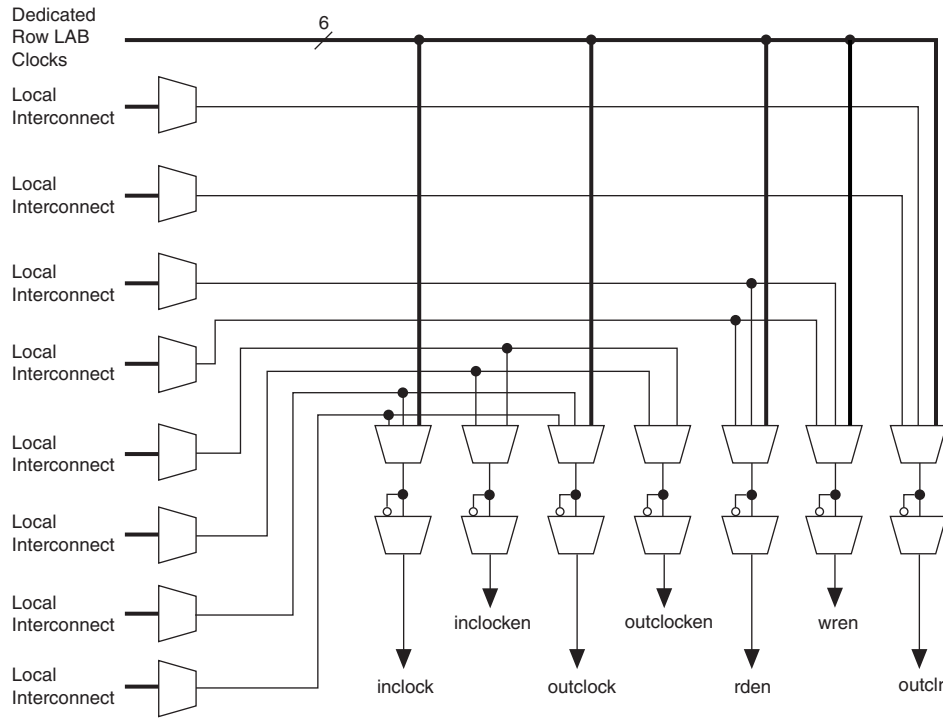 Dedicated
Row LAB
Clocks
6
Local
Interconnect
Local
Interconnect
Local
Interconnect
Local
Interconnect
Local
Interconnect
Local
Interconnect
Local
Interconnect
Local
Interconnect
inclocken
outclocken
wren
inclock
outclock
rden
outclr